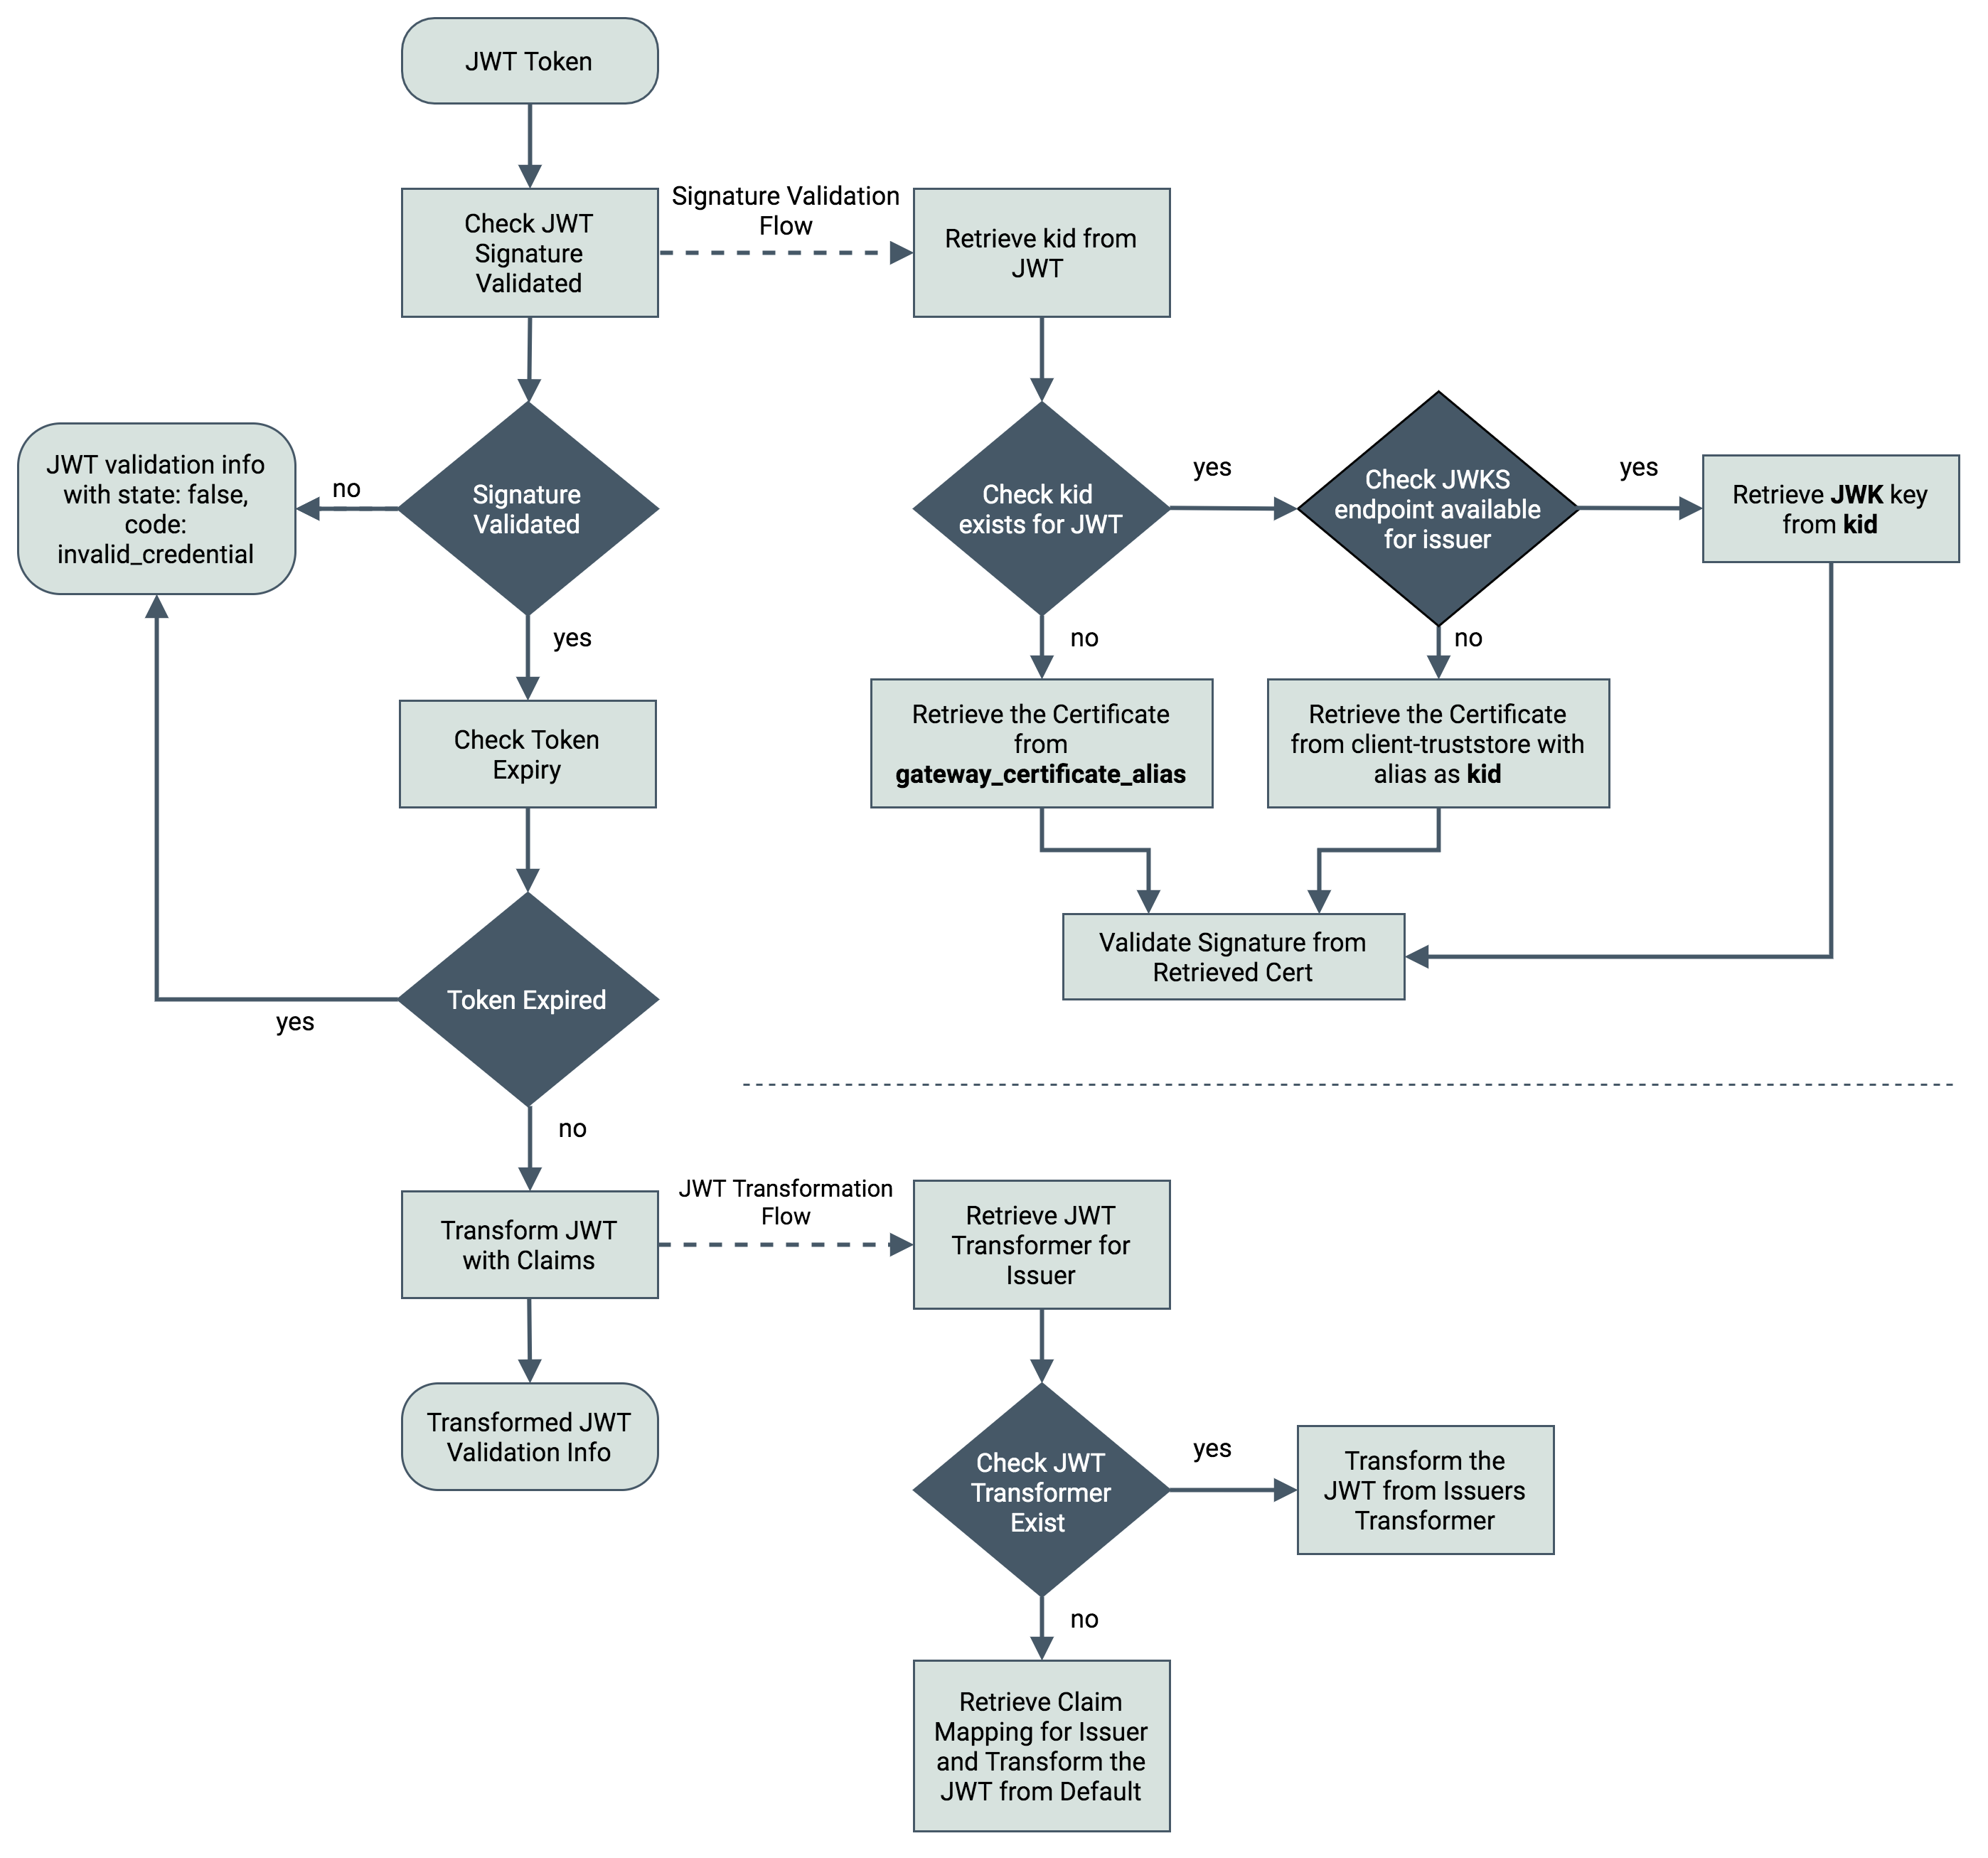 JWT Token
Check JWT
Signature
Validated
Signature Validation
Flow
Retrieve kid from
JWT
JWT validation info
with state: false,
code:
invalid_credential
no
Signature
Validated
yes
Check kid
exists for JWT
yes
Check JWKS
endpoint available
for issuer
yes
Retrieve JWK key
from kid
no
no
Check Token
Expiry
Retrieve the Certificate
from
gateway_certificate_alias
Retrieve the Certificate
from client-truststore with
alias as kid
Validate Signature from
Retrieved Cert
Token Expired
yes
no
Transform JWT
with Claims
JWT Transformation
Flow
Retrieve JWT
Transformer for
Issuer
Transformed JWT
Validation Info
Check JWT
Transformer
Exist
yes
Transform the
JWT from Issuers
Transformer
no
Retrieve Claim
Mapping for Issuer
and Transform the
JWT from Default